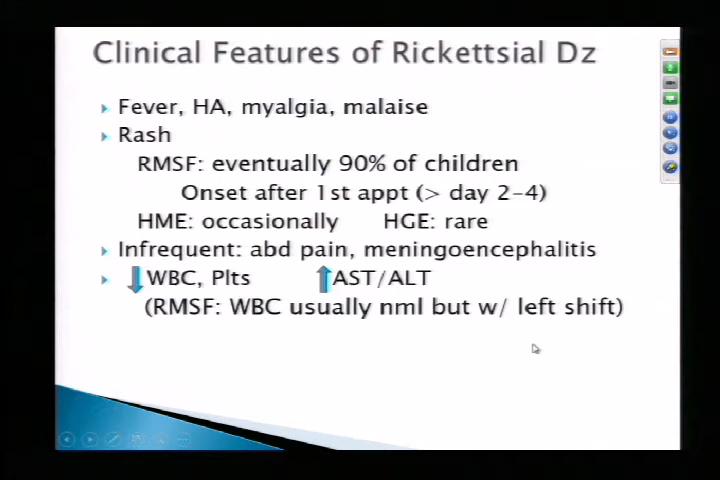 Clinical Features of Rickettsial Dz
Fever, HA, myalgia, malaise
Rash
RMSF: eventually 90% of children
Onset after 1st appt (> day 2-4)
HME: occasionally HGE: rare
Infrequent: abd pain, meningoencephalitis
WBC, Plts AST/ALT
(RMSF: WBC usually nml but w/ left shift)